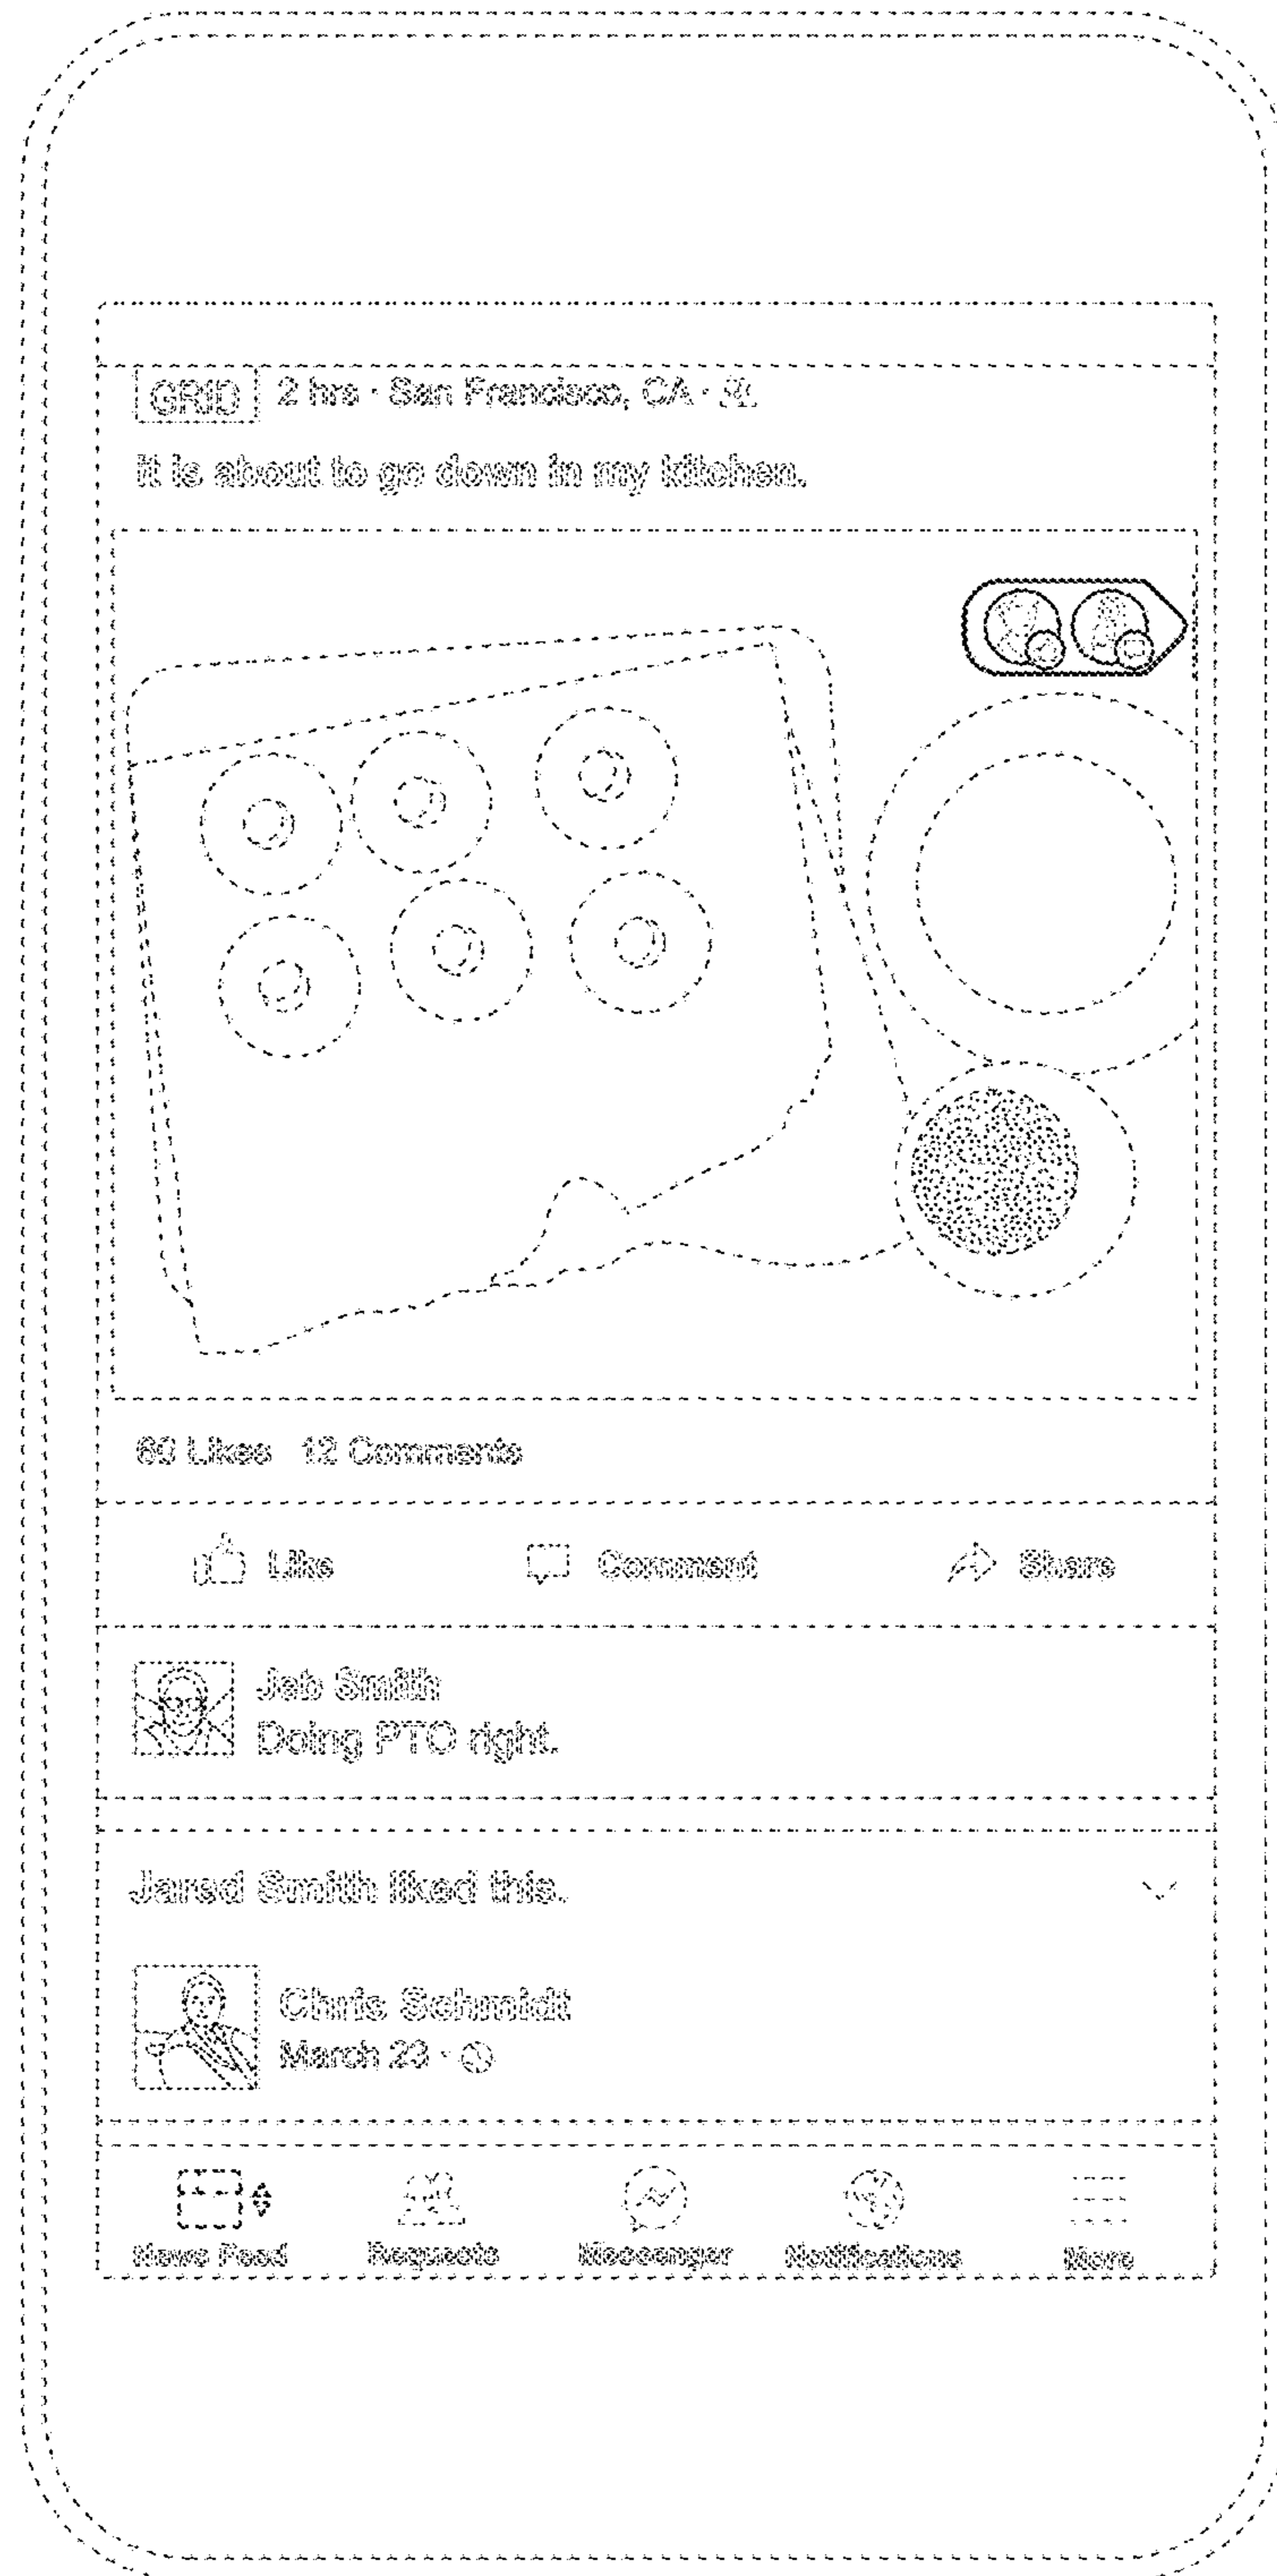 GRID 2 hrs · San Francisco, CA ·
It is about to go down in my kitchen.
60 Likes 12 Comments
Like Comment Share
Jeb Smith
Doing PTO right.
Jared Smith liked this.
Chris Schmidt
March 23 ·
News Feed Requests Messenger Notifications More